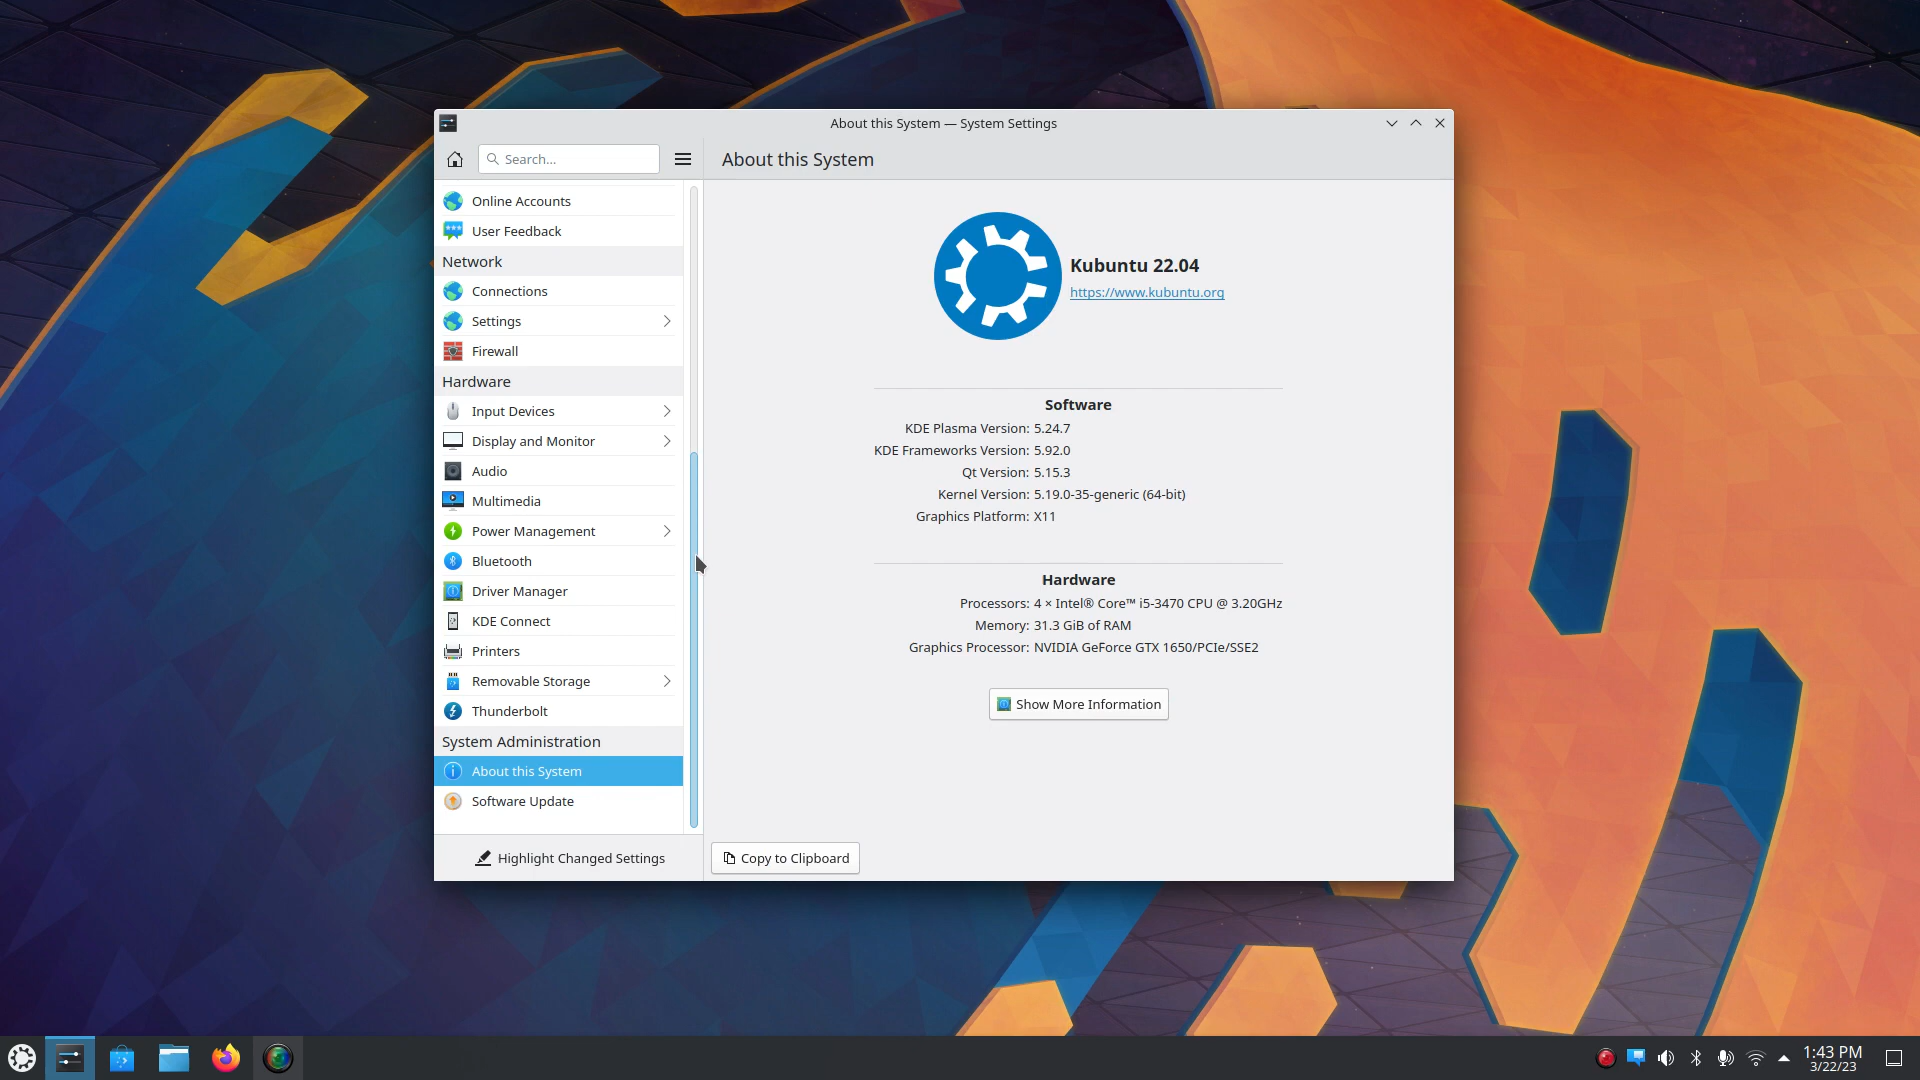 About this System — System Settings
Search...
About this System
Online Accounts
User Feedback
Network
Connections
Settings
Firewall
Hardware
Input Devices
Display and Monitor
Audio
Multimedia
Power Management
Bluetooth
Driver Manager
KDE Connect
Printers
Removable Storage
Thunderbolt
System Administration
About this System
Software Update
Highlight Changed Settings
Kubuntu 22.04
https://www.kubuntu.org
Software
KDE Plasma Version: 5.24.7
KDE Frameworks Version: 5.92.0
Qt Version: 5.15.3
Kernel Version: 5.19.0-35-generic (64-bit)
Graphics Platform: X11
Hardware
Processors: 4 × Intel® Core™ i5-3470 CPU @ 3.20GHz
Memory: 31.3 GiB of RAM
Graphics Processor: NVIDIA GeForce GTX 1650/PCIe/SSE2
Show More Information
Copy to Clipboard
1:43 PM
3/22/23